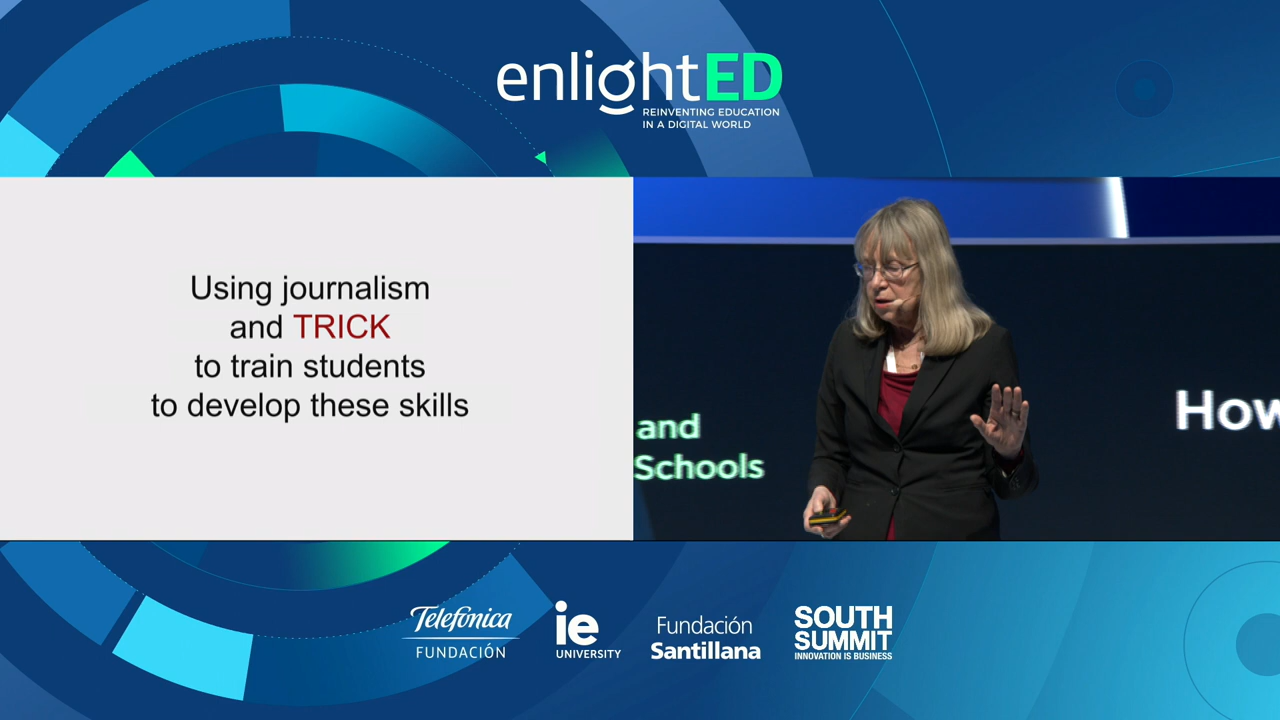 enlightED
REINVENTING EDUCATION
IN A DIGITAL WORLD
Using journalism
and TRICK
to train students
to develop these skills
and
Schools
How
Telefónica
FUNDACIÓN
ie
UNIVERSITY
Fundación
Santillana
SOUTH
SUMMIT
INNOVATION IS BUSINESS